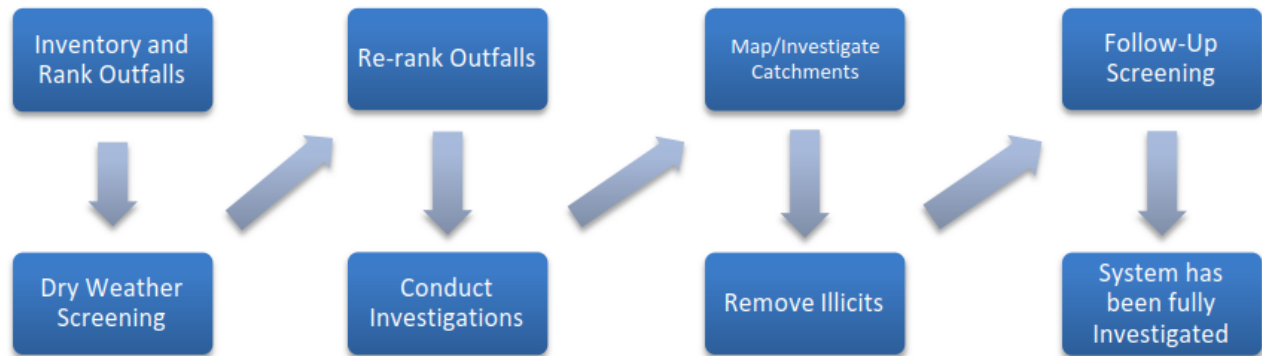 Inventory and
Rank Outfalls
Dry Weather
Screening
Re-rank Outfalls
Conduct
Investigations
Map/Investigate
Catchments
Remove Illicits
Follow-Up
Screening
System has
been fully
Investigated